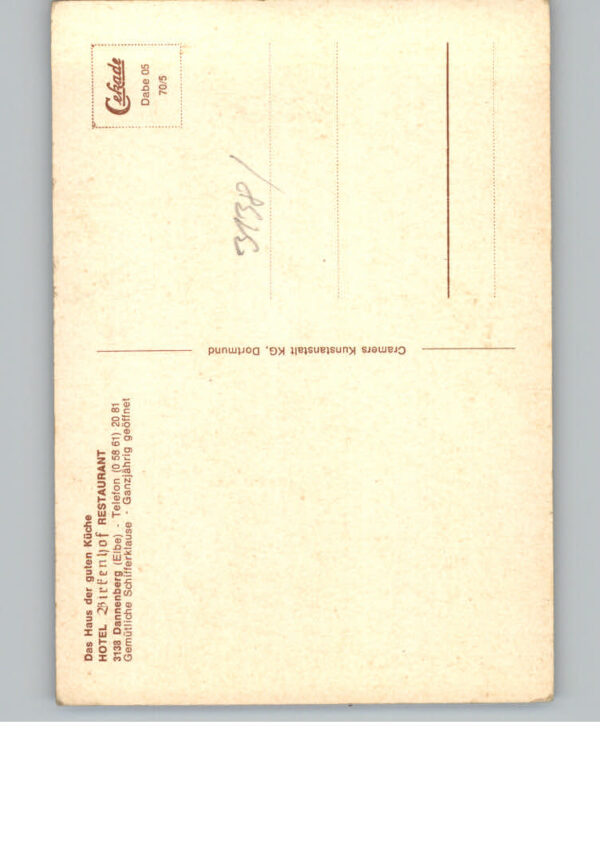 Das Haus der guten Küche
HOTEL Birkenhof RESTAURANT
3138 Dannenberg (Elbe) - Telefon (0 58 61) 20 81
Gemütliche Schifferklause - Ganzjährig geöffnet
Cramers Kunstanstalt KG, Dortmund
Cekade
Dabe 05
70/5
3138/